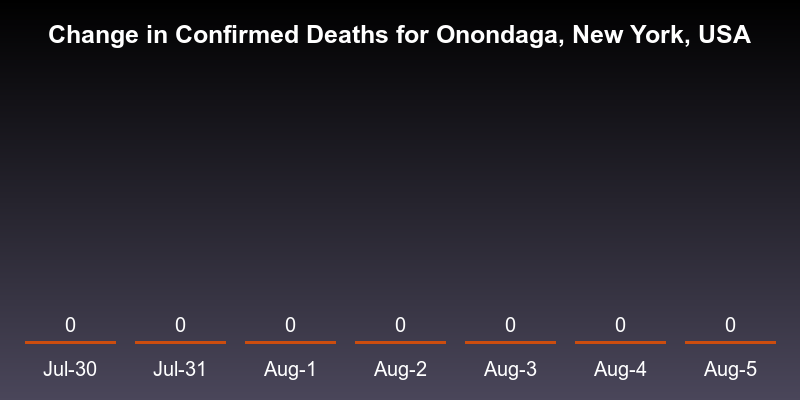 Change in Confirmed Deaths for Onondaga, New York, USA
0 0 0 0 0 0 0
Jul-30 Jul-31 Aug-1 Aug-2 Aug-3 Aug-4 Aug-5